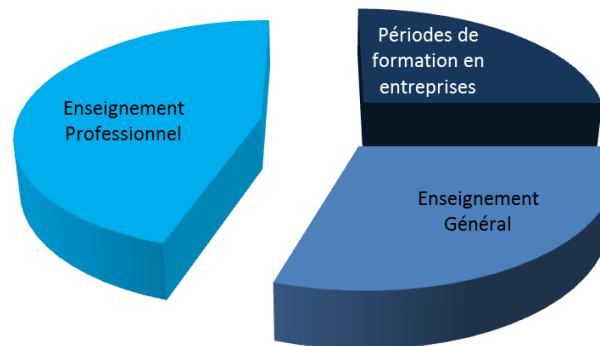 Périodes de
formation en
entreprises
Enseignement
Professionnel
Enseignement
Général